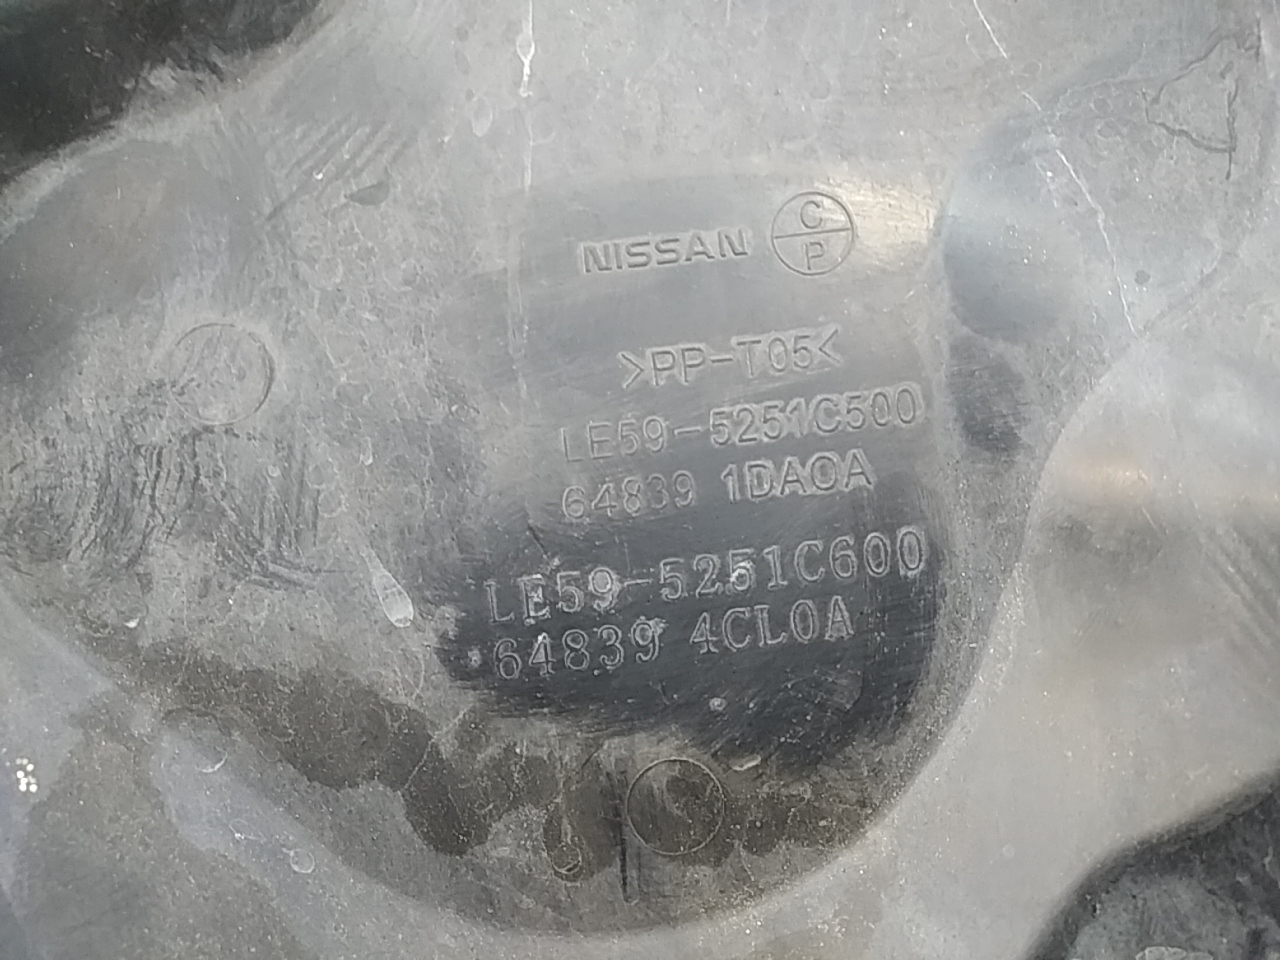 NISSAN C P
>PP-T05<
LE59-5251C500
64839 1DA0A
LE59-5251C600
64839 4CL0A